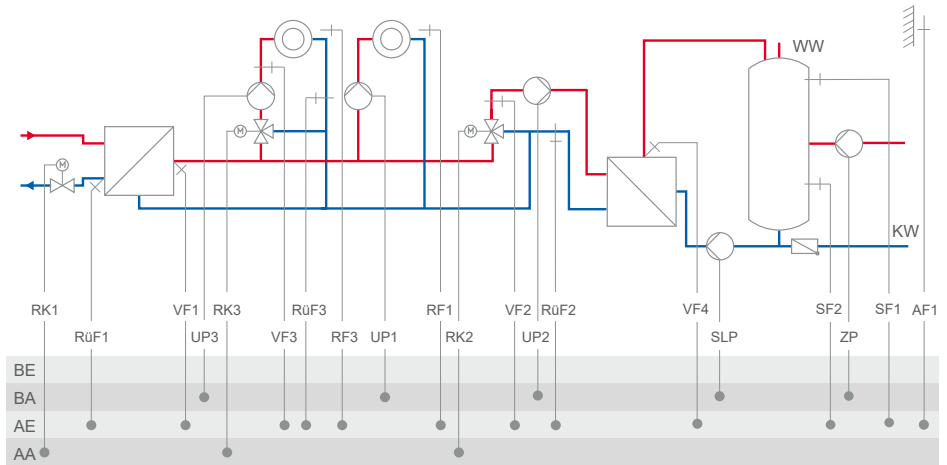 WW
M
M
M
KW
RK1 VF1 RK3 RüF3 RF1 VF2 RüF2 VF4 SF2 SF1 AF1
RüF1 UP3 VF3 RF3 UP1 RK2 UP2 SLP ZP
BE
BA
AE
AA